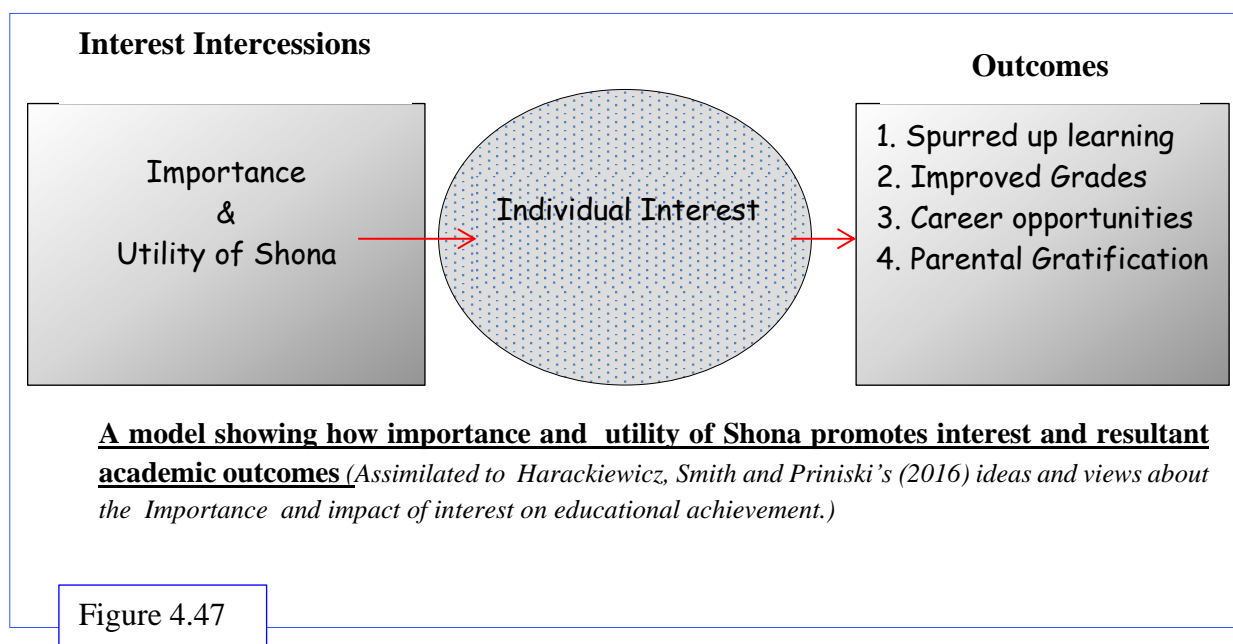 Interest Intercessions
Outcomes
Importance
&
Utility of Shona
Individual Interest
1. Spurred up learning
2. Improved Grades
3. Career opportunities
4. Parental Gratification
A model showing how importance and utility of Shona promotes interest and resultant
academic outcomes (Assimilated to Harackiewicz, Smith and Priniski's (2016) ideas and views about
the Importance and impact of interest on educational achievement.)
Figure 4.47